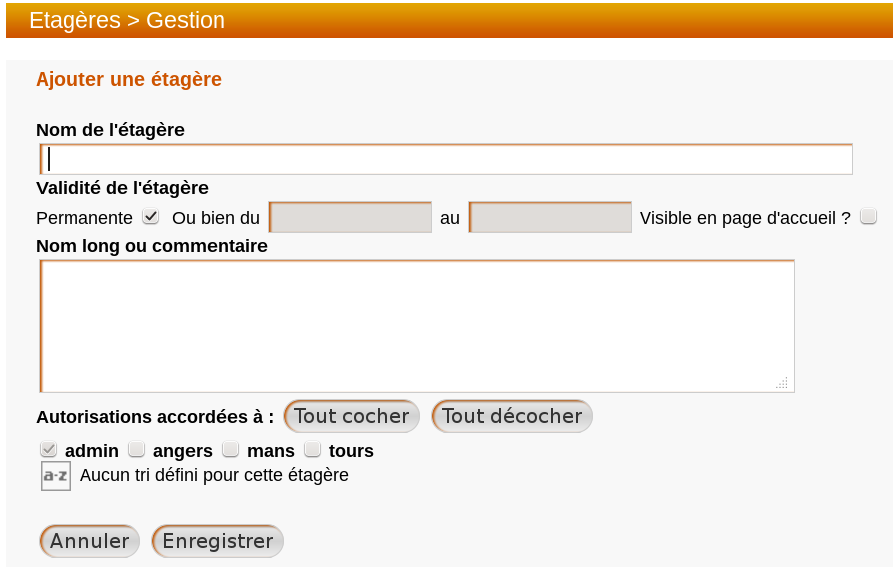 Etagères > Gestion
Ajouter une étagère
Nom de l'étagère
Validité de l'étagère
Permanente Ou bien du au Visible en page d'accueil ?
Nom long ou commentaire
Autorisations accordées à : Tout cocher Tout décocher
admin angers mans tours
a-z Aucun tri défini pour cette étagère
Annuler Enregistrer